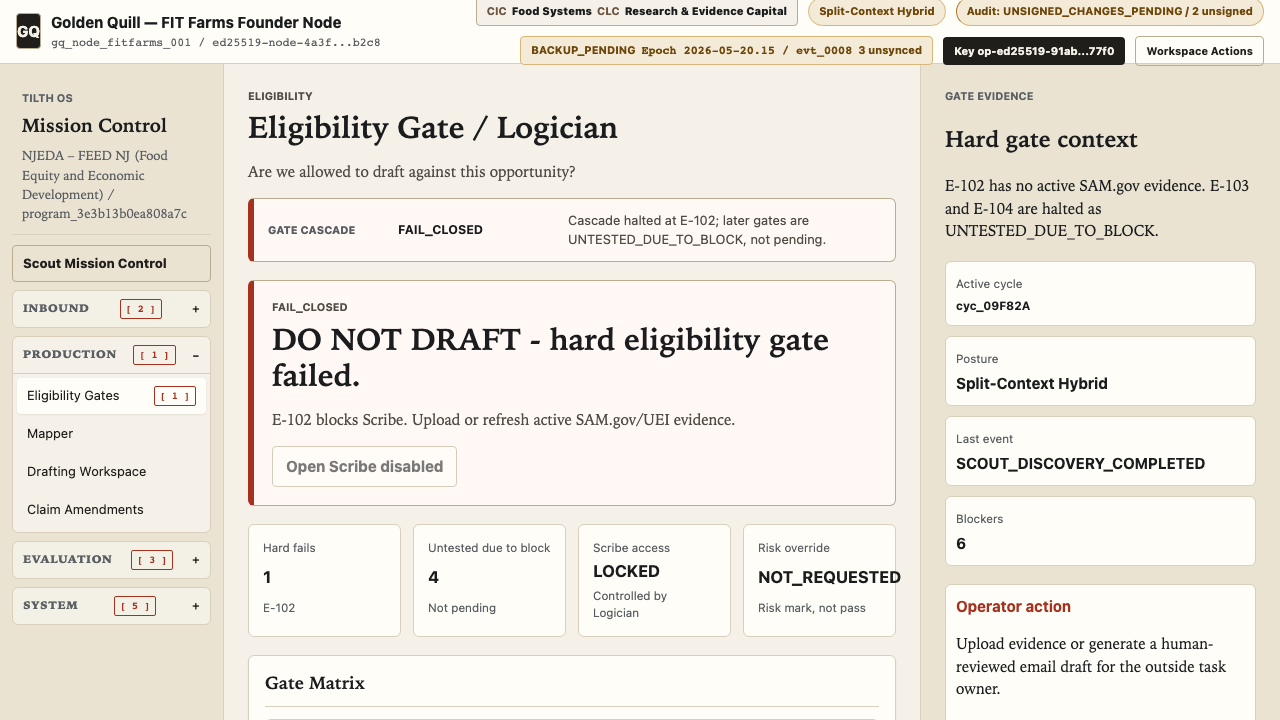 GQ
Golden Quill — FIT Farms Founder Node
gq_node_fitfarms_001 / ed25519-node-4a3f...b2c8
CIC Food Systems CLC Research & Evidence Capital
Split-Context Hybrid
Audit: UNSIGNED_CHANGES_PENDING / 2 unsigned
BACKUP_PENDING Epoch 2026-05-20.15 / evt_0008 3 unsynced
Key op-ed25519-91ab...77f0
Workspace Actions
TILTH OS
Mission Control
NJEDA – FEED NJ (Food
Equity and Economic
Development) /
program_3e3b13b0ea808a7c
Scout Mission Control
INBOUND [ 2 ] +
PRODUCTION [ 1 ] –
Eligibility Gates [ 1 ]
Mapper
Drafting Workspace
Claim Amendments
EVALUATION [ 3 ] +
SYSTEM [ 5 ] +
ELIGIBILITY
Eligibility Gate / Logician
Are we allowed to draft against this opportunity?
GATE CASCADE
FAIL_CLOSED
Cascade halted at E-102; later gates are
UNTESTED_DUE_TO_BLOCK, not pending.
FAIL_CLOSED
DO NOT DRAFT - hard eligibility gate
failed.
E-102 blocks Scribe. Upload or refresh active SAM.gov/UEI evidence.
Open Scribe disabled
Hard fails
1
E-102
Untested due to block
4
Not pending
Scribe access
LOCKED
Controlled by
Logician
Risk override
NOT_REQUESTED
Risk mark, not pass
Gate Matrix
GATE EVIDENCE
Hard gate context
E-102 has no active SAM.gov evidence. E-103
and E-104 are halted as
UNTESTED_DUE_TO_BLOCK.
Active cycle
cyc_09F82A
Posture
Split-Context Hybrid
Last event
SCOUT_DISCOVERY_COMPLETED
Blockers
6
Operator action
Upload evidence or generate a human-
reviewed email draft for the outside task
owner.